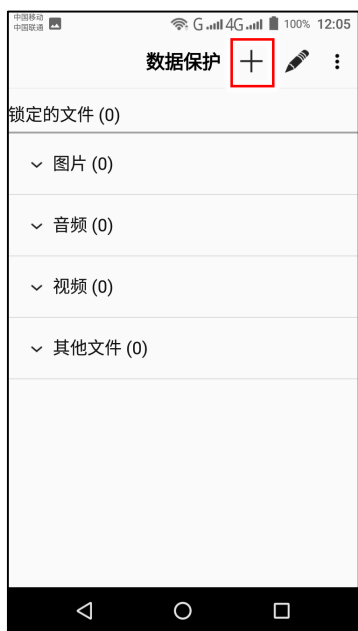 中国移动
中国联通
G 4G 100% 12:05
数据保护
锁定的文件 (0)
图片 (0)
音频 (0)
视频 (0)
其他文件 (0)